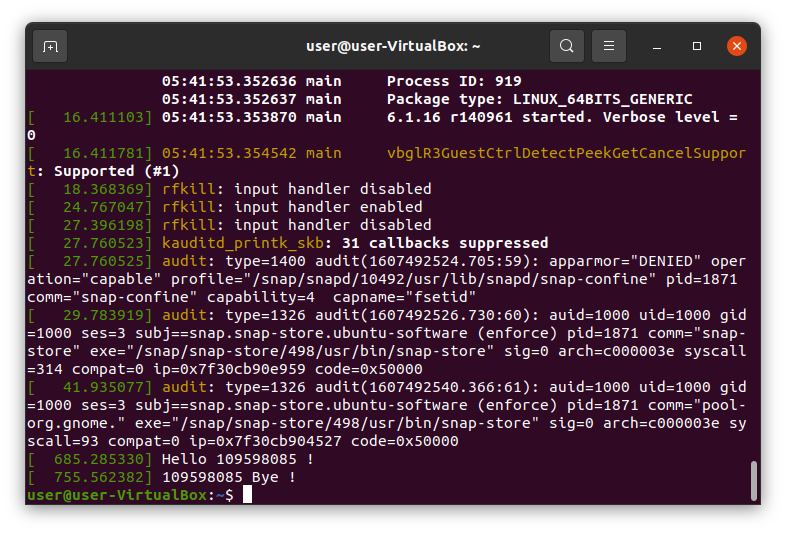 user@user-VirtualBox: ~
05:41:53.352636 main     Process ID: 919
05:41:53.352637 main     Package type: LINUX_64BITS_GENERIC
[   16.411103] 05:41:53.353870 main     6.1.16 r140961 started. Verbose level =
0
[   16.411781] 05:41:53.354542 main     vbglR3GuestCtrlDetectPeekGetCancelSuppor
t: Supported (#1)
[   18.368369] rfkill: input handler disabled
[   24.767047] rfkill: input handler enabled
[   27.396198] rfkill: input handler disabled
[   27.760523] kauditd_printk_skb: 31 callbacks suppressed
[   27.760525] audit: type=1400 audit(1607492524.705:59): apparmor="DENIED" oper
ation="capable" profile="/snap/snapd/10492/usr/lib/snapd/snap-confine" pid=1871
comm="snap-confine" capability=4  capname="fsetid"
[   29.783919] audit: type=1326 audit(1607492526.730:60): auid=1000 uid=1000 gid
=1000 ses=3 subj==snap.snap-store.ubuntu-software (enforce) pid=1871 comm="snap-
store" exe="/snap/snap-store/498/usr/bin/snap-store" sig=0 arch=c000003e syscall
=314 compat=0 ip=0x7f30cb90e959 code=0x50000
[   41.935077] audit: type=1326 audit(1607492540.366:61): auid=1000 uid=1000 gid
=1000 ses=3 subj==snap.snap-store.ubuntu-software (enforce) pid=1871 comm="pool-
org.gnome." exe="/snap/snap-store/498/usr/bin/snap-store" sig=0 arch=c000003e sy
scall=93 compat=0 ip=0x7f30cb904527 code=0x50000
[  685.285330] Hello 109598085 !
[  755.562382] 109598085 Bye !
user@user-VirtualBox:~$